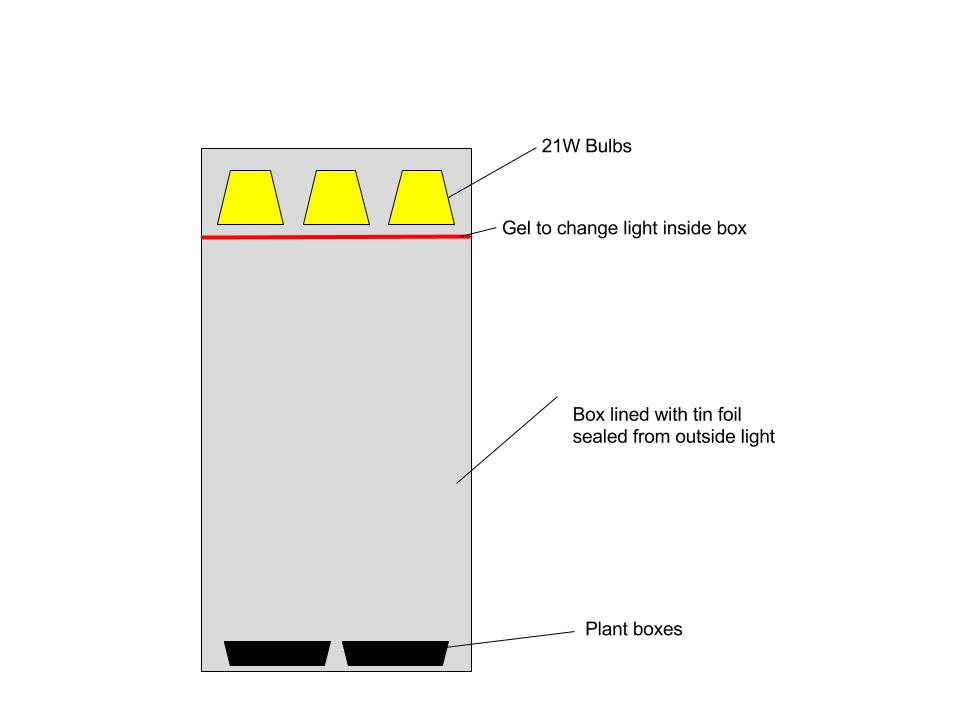 21W Bulbs
Gel to change light inside box
Box lined with tin foil
sealed from outside light
Plant boxes